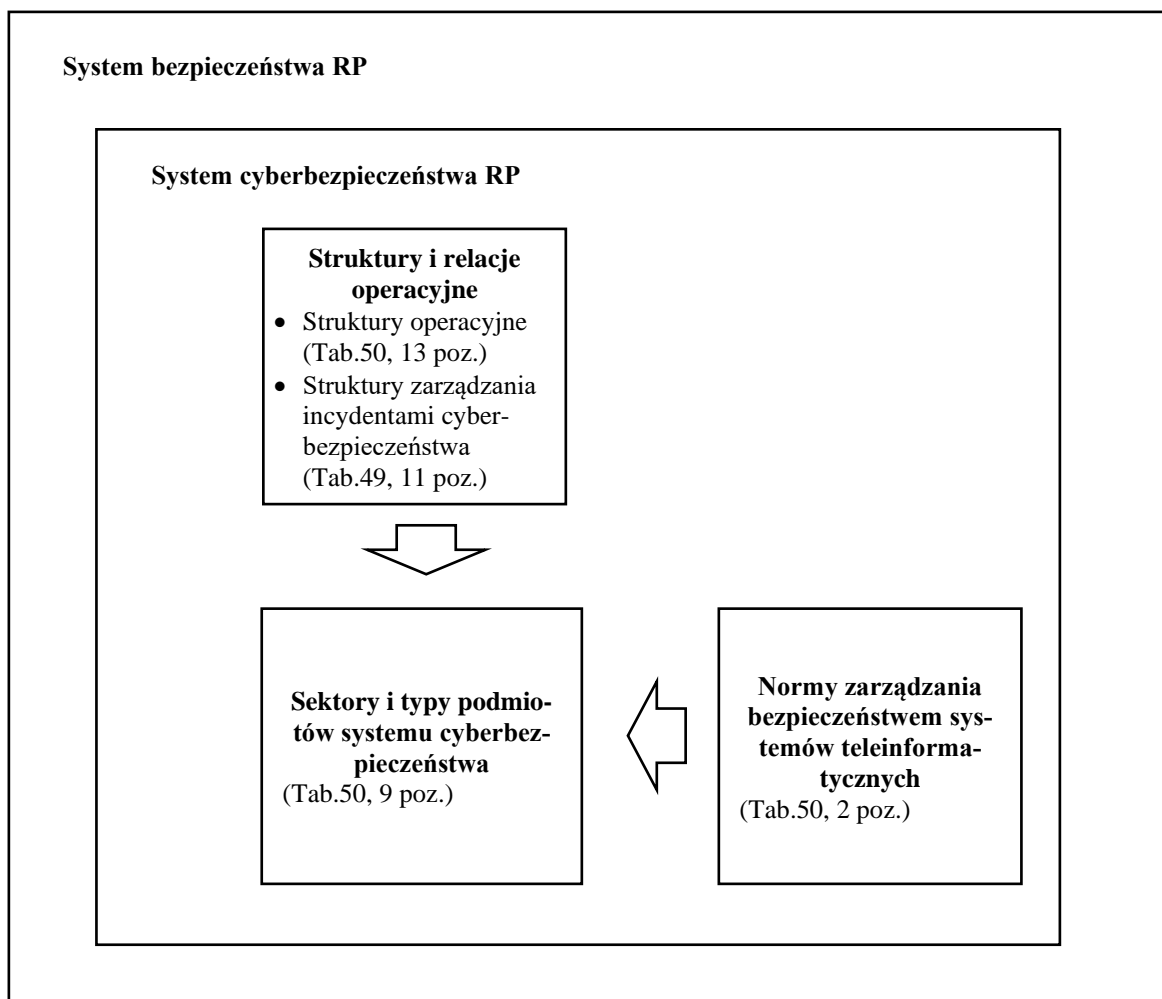 System bezpieczeństwa RP
System cyberbezpieczeństwa RP
Struktury i relacje
operacyjne
• Struktury operacyjne
(Tab.50, 13 poz.)
• Struktury zarządzania
incydentami cyber-
bezpieczeństwa
(Tab.49, 11 poz.)
Sektory i typy podmio-
tów systemu cyberbez-
pieczeństwa
(Tab.50, 9 poz.)
Normy zarządzania
bezpieczeństwem sys-
temów teleinforma-
tycznych
(Tab.50, 2 poz.)